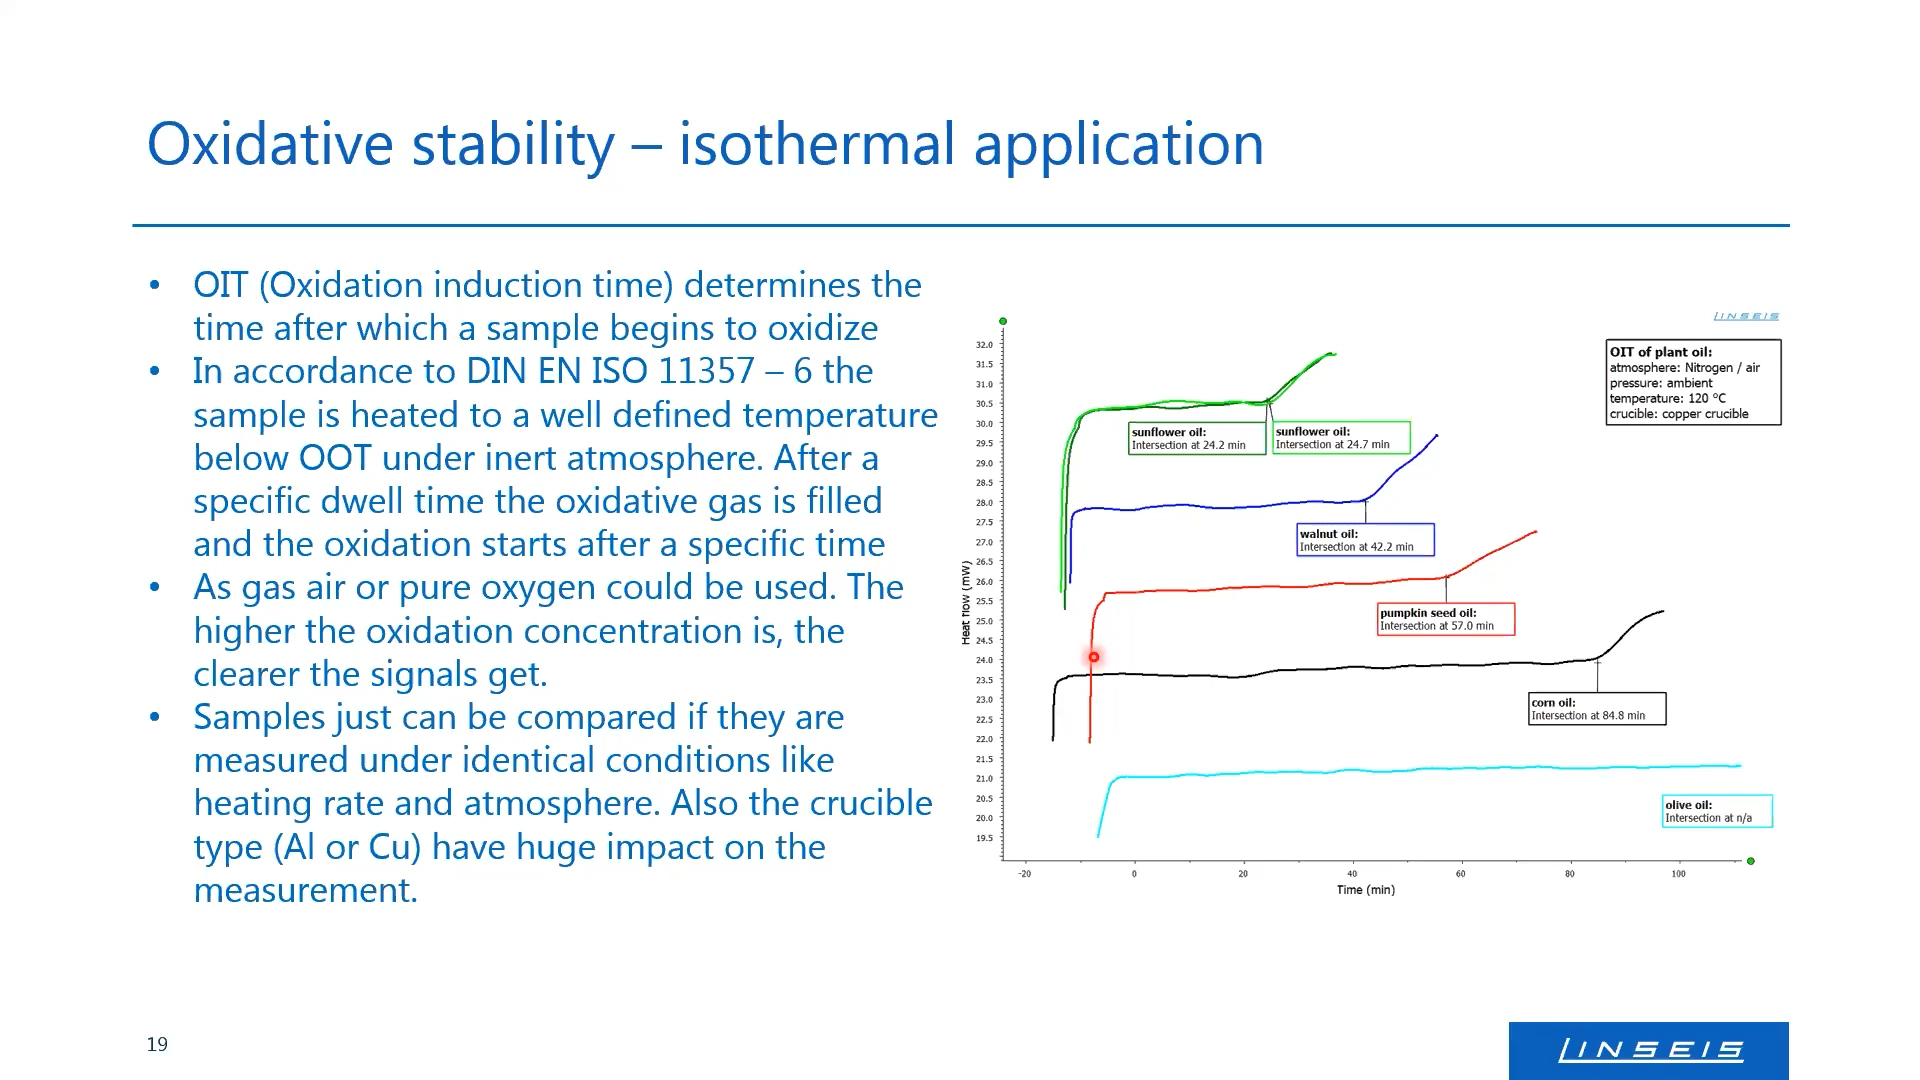 Oxidative stability – isothermal application
• OIT (Oxidation induction time) determines the
time after which a sample begins to oxidize
• In accordance to DIN EN ISO 11357 – 6 the
sample is heated to a well defined temperature
below OOT under inert atmosphere. After a
specific dwell time the oxidative gas is filled
and the oxidation starts after a specific time
• As gas air or pure oxygen could be used. The
higher the oxidation concentration is, the
clearer the signals get.
• Samples just can be compared if they are
measured under identical conditions like
heating rate and atmosphere. Also the crucible
type (Al or Cu) have huge impact on the
measurement.
LINSEIS
OIT of plant oil:
atmosphere: Nitrogen / air
pressure: ambient
temperature: 120 °C
crucible: copper crucible
Heat flow (mW)
32.0
31.5
31.0
30.5
30.0
29.5
29.0
28.5
28.0
27.5
27.0
26.5
26.0
25.5
25.0
24.5
24.0
23.5
23.0
22.5
22.0
21.5
21.0
20.5
20.0
19.5
sunflower oil:
Intersection at 24.2 min
sunflower oil:
Intersection at 24.7 min
walnut oil:
Intersection at 42.2 min
pumpkin seed oil:
Intersection at 57.0 min
corn oil:
Intersection at 84.8 min
olive oil:
Intersection at n/a
-20 0 20 40 60 80 100
Time (min)
19
LINSEIS